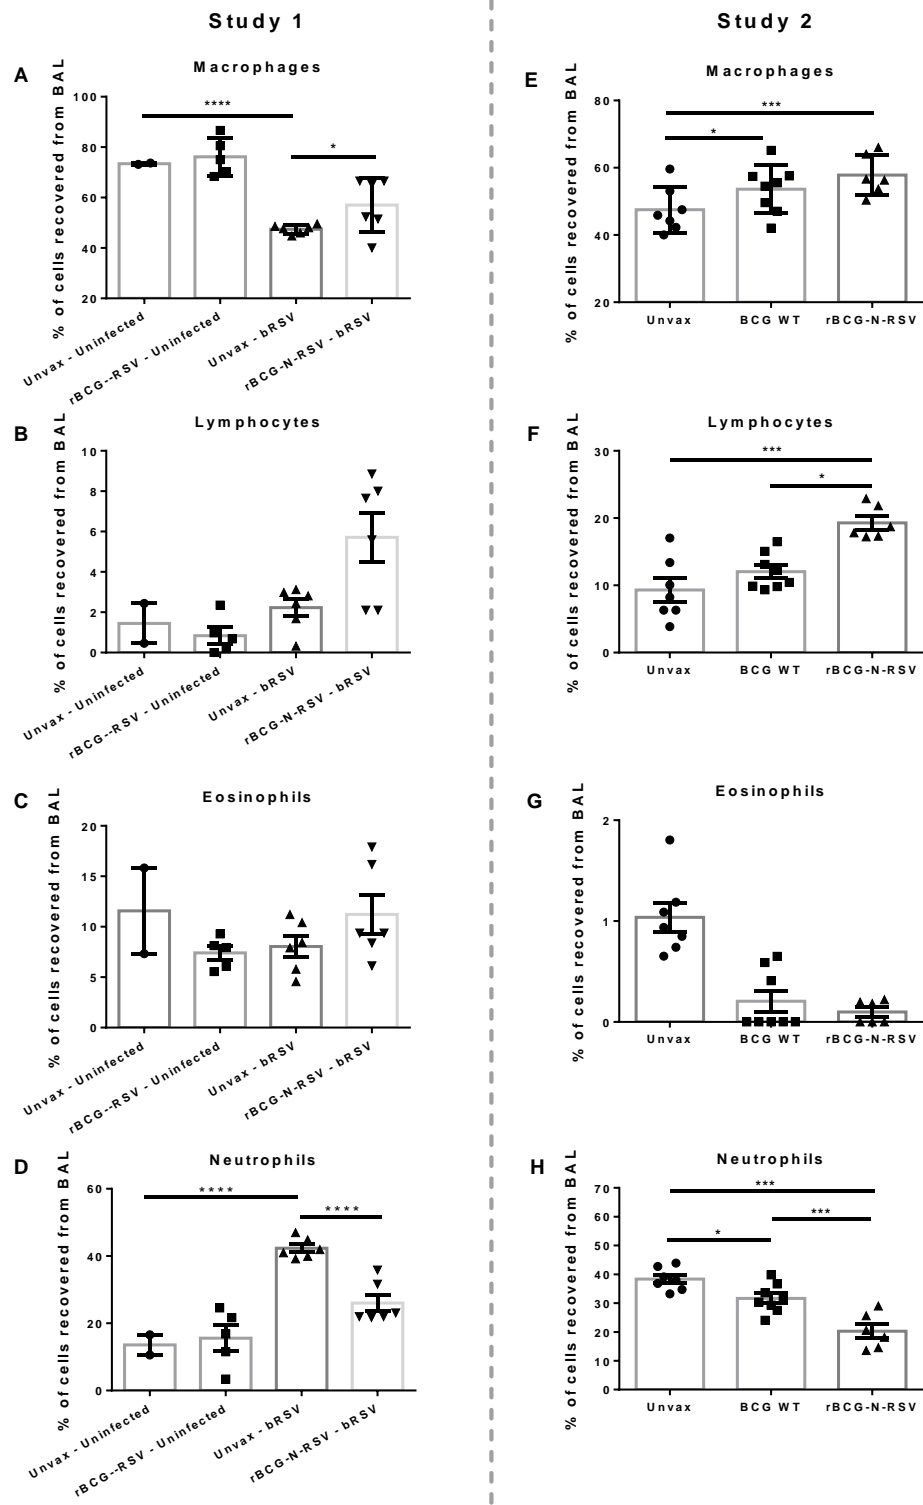 Study 1
A
Macrophages
% of cells recovered from BAL
100
80
60
40
20
****
*
Unvax - Uninfected
rBCG--RSV - Uninfected
Unvax - bRSV
rBCG-N-RSV - bRSV
B
Lymphocytes
% of cells recovered from BAL
10
8
6
4
2
0
Unvax - Uninfected
rBCG--RSV - Uninfected
Unvax - bRSV
rBCG-N-RSV - bRSV
C
Eosinophils
% of cells recovered from BAL
20
15
10
5
0
Unvax - Uninfected
rBCG--RSV - Uninfected
Unvax - bRSV
rBCG-N-RSV - bRSV
D
Neutrophils
% of cells recovered from BAL
60
40
20
0
****
****
Unvax - Uninfected
rBCG--RSV - Uninfected
Unvax - bRSV
rBCG-N-RSV - bRSV
Study 2
E
Macrophages
% of cells recovered from BAL
80
60
40
20
***
*
Unvax BCG WT rBCG-N-RSV
F
Lymphocytes
% of cells recovered from BAL
30
20
10
0
***
*
Unvax BCG WT rBCG-N-RSV
G
Eosinophils
% of cells recovered from BAL
2
1
0
Unvax BCG WT rBCG-N-RSV
H
Neutrophils
% of cells recovered from BAL
70
60
50
40
30
20
10
0
***
***
*
Unvax BCG WT rBCG-N-RSV